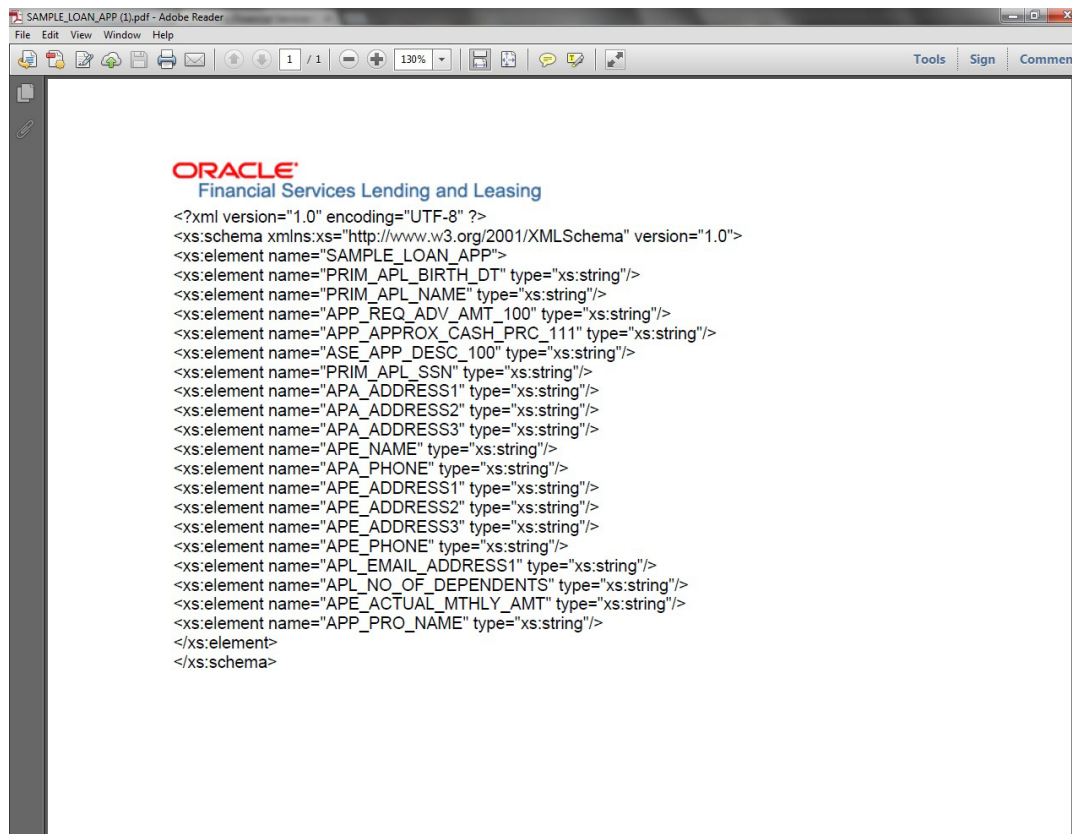 SAMPLE_LOAN_APP (1).pdf - Adobe Reader
File Edit View Window Help
1 / 1 130% Tools Sign Commen
ORACLE
Financial Services Lending and Leasing
<?xml version="1.0" encoding="UTF-8" ?>
<xs:schema xmlns:xs="http://www.w3.org/2001/XMLSchema" version="1.0">
<xs:element name="SAMPLE_LOAN_APP">
<xs:element name="PRIM_APL_BIRTH_DT" type="xs:string"/>
<xs:element name="PRIM_APL_NAME" type="xs:string"/>
<xs:element name="APP_REQ_ADV_AMT_100" type="xs:string"/>
<xs:element name="APP_APPROX_CASH_PRC_111" type="xs:string"/>
<xs:element name="ASE_APP_DESC_100" type="xs:string"/>
<xs:element name="PRIM_APL_SSN" type="xs:string"/>
<xs:element name="APA_ADDRESS1" type="xs:string"/>
<xs:element name="APA_ADDRESS2" type="xs:string"/>
<xs:element name="APA_ADDRESS3" type="xs:string"/>
<xs:element name="APE_NAME" type="xs:string"/>
<xs:element name="APA_PHONE" type="xs:string"/>
<xs:element name="APE_ADDRESS1" type="xs:string"/>
<xs:element name="APE_ADDRESS2" type="xs:string"/>
<xs:element name="APE_ADDRESS3" type="xs:string"/>
<xs:element name="APE_PHONE" type="xs:string"/>
<xs:element name="APL_EMAIL_ADDRESS1" type="xs:string"/>
<xs:element name="APL_NO_OF_DEPENDENTS" type="xs:string"/>
<xs:element name="APE_ACTUAL_MTHLY_AMT" type="xs:string"/>
<xs:element name="APP_PRO_NAME" type="xs:string"/>
</xs:element>
</xs:schema>